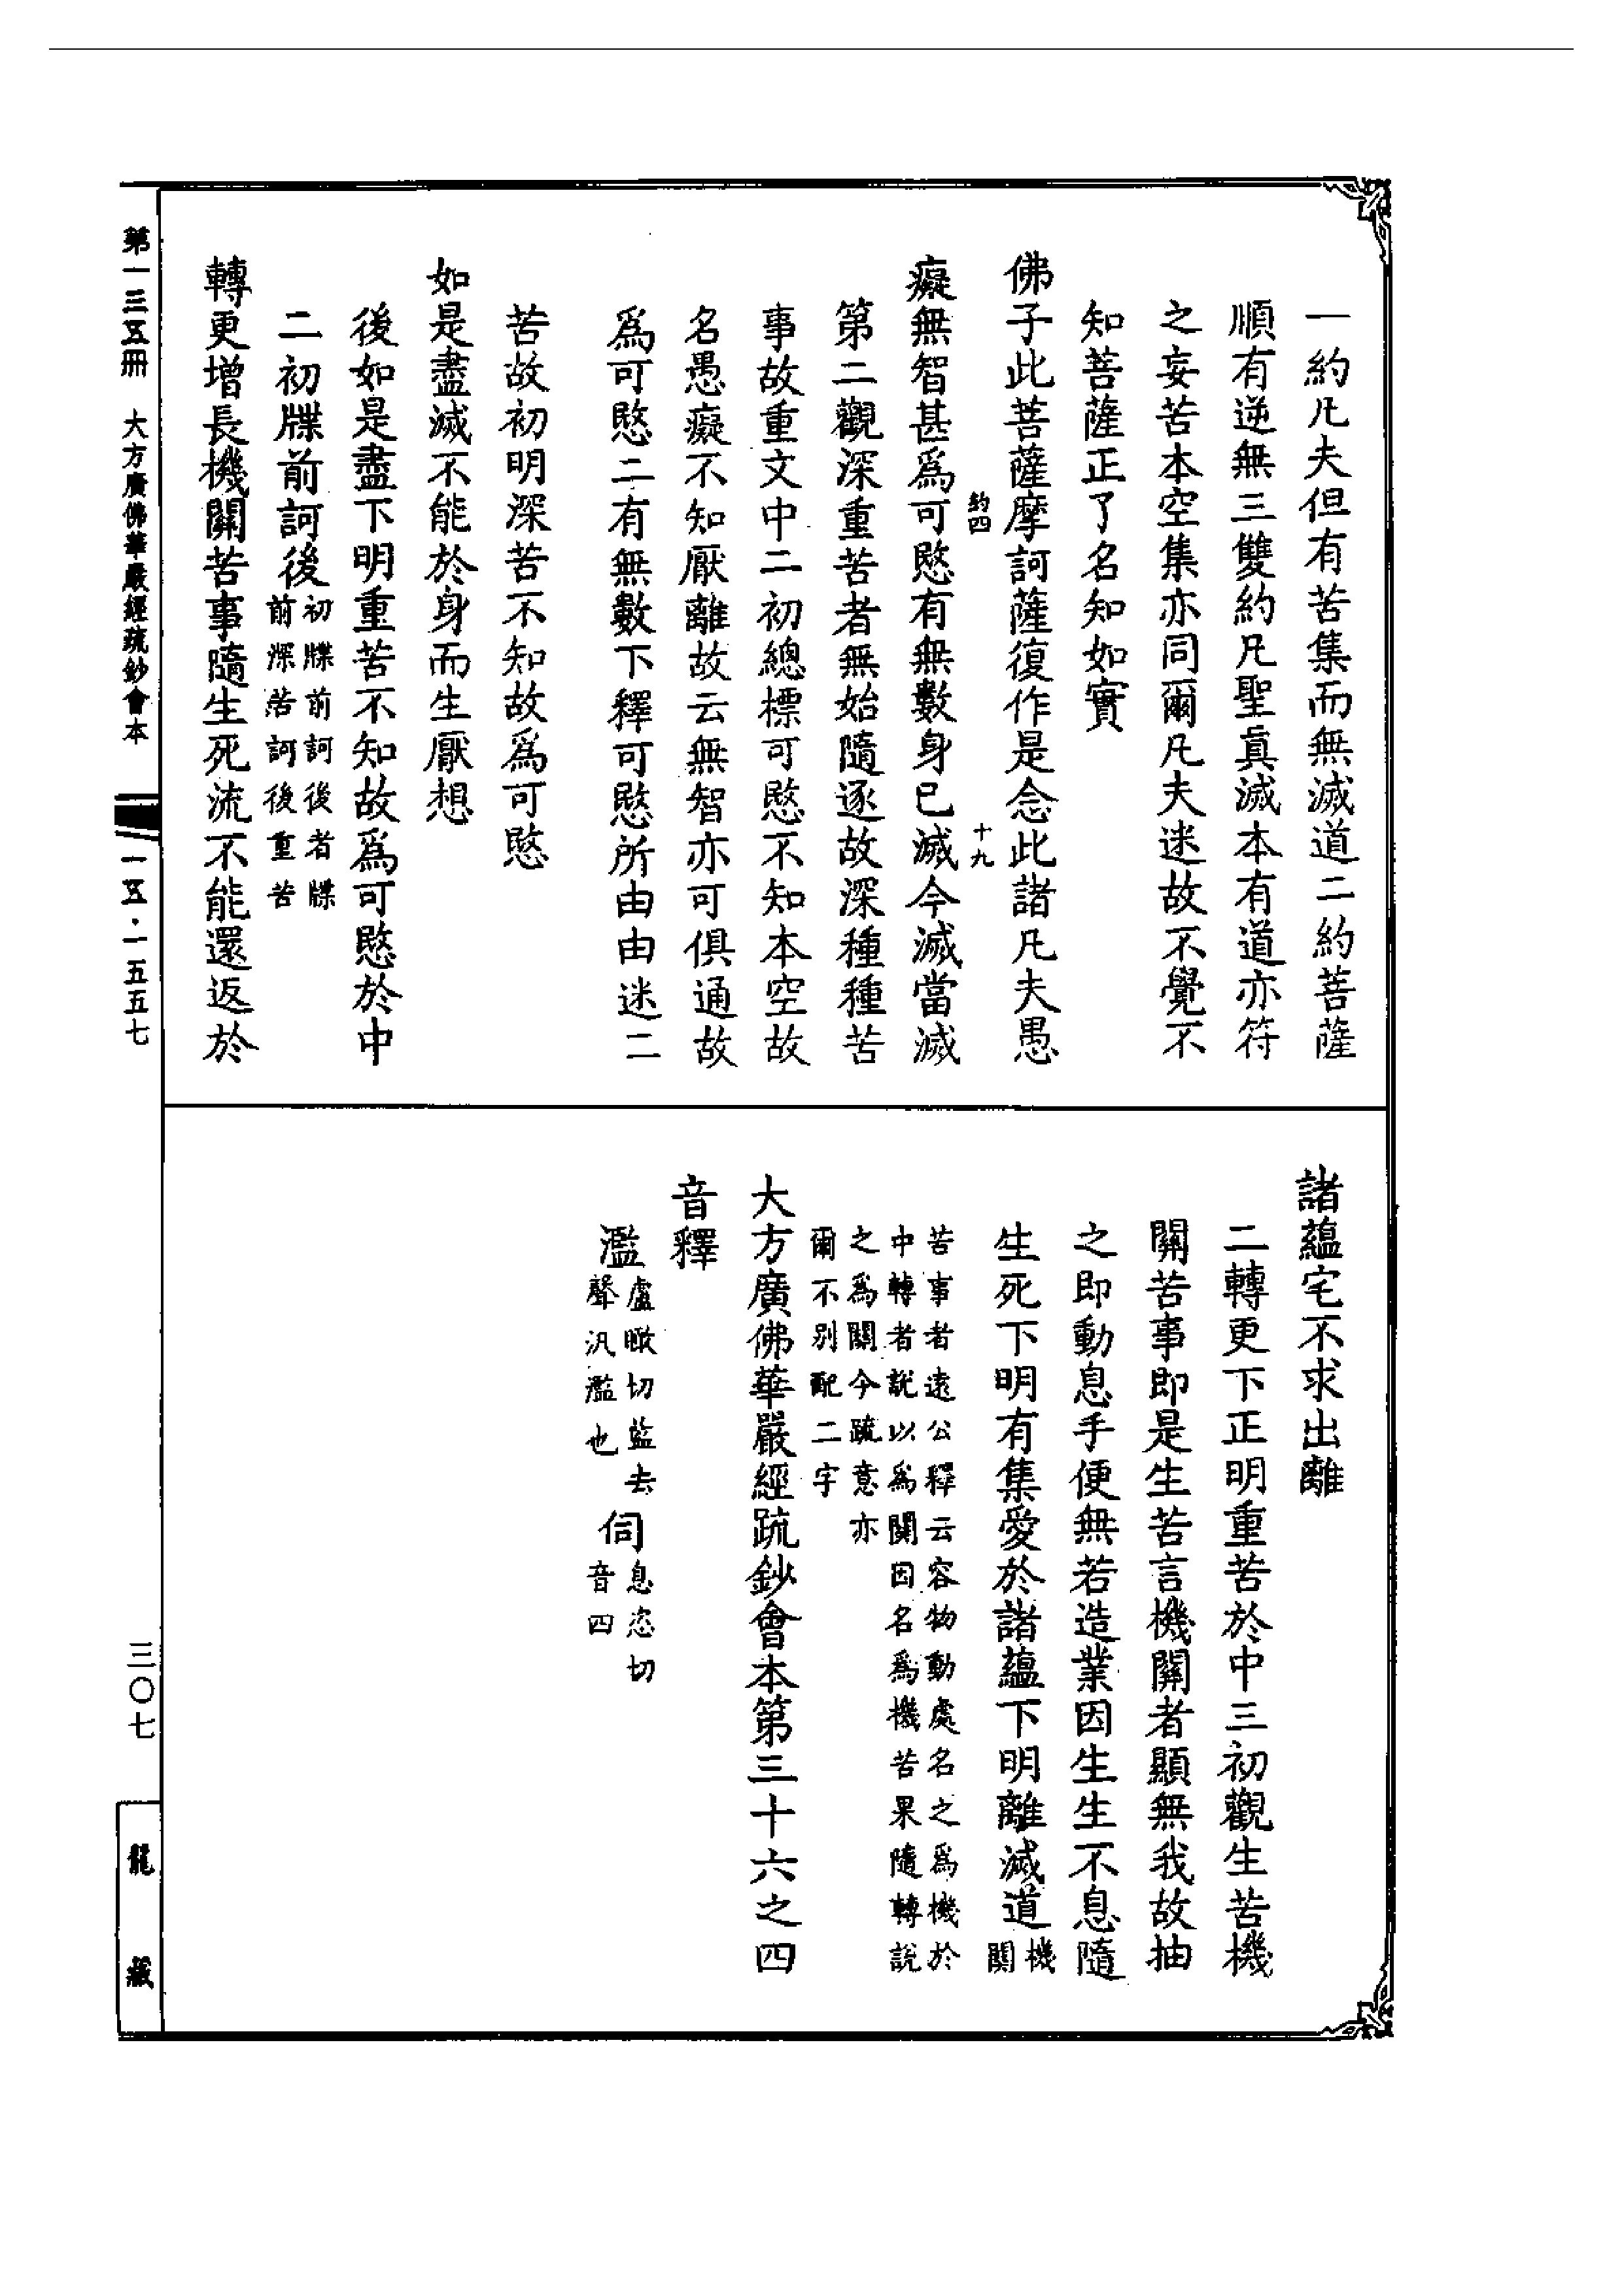 一約凡夫但有苦集而無滅道二約菩薩
順有逆無三雙約凡聖真滅本有道亦符
之妄苦本空集亦同爾凡夫迷故不覺不
知菩薩正了名知如實
佛子此菩薩摩訶薩復作是念此諸凡夫愚
約四
十九
癡無智甚為可愍有無數身已滅今滅當滅
第二觀深重苦者無始隨逐故深種種苦
事故重文中二初總標可愍不知本空故
名愚癡不知厭離故云無智亦可俱通故
為可愍二有無數下釋可愍所由由迷二
苦故初明深苦不知故為可愍
如是盡滅不能於身而生厭想
後如是盡下明重苦不知故為可愍於中
二初牒前訶後初牒前訶後者牒
前深苦訶後重苦
轉更增長機關苦事隨生死流不能還返於
諸蘊宅不求出離
二轉更下正明重苦於中三初觀生苦機
關苦事即是生苦言機關者顯無我故抽
之即動息手便無若造業因生生不息隨
生死下明有集愛於諸蘊下明離滅道機
關
苦事者遠公釋云容物動處名之為機於
中轉者說以為關因名為機苦果隨轉說
之為關今疏意亦
爾不別配二字
大方廣佛華嚴經疏鈔會本第三十六之四
音釋
濫盧瞰切監去
聲汎濫也
伺息恣切
音四
第一三五冊 大方廣佛華嚴經疏鈔會本
一五·一五五七
三〇七
龍藏